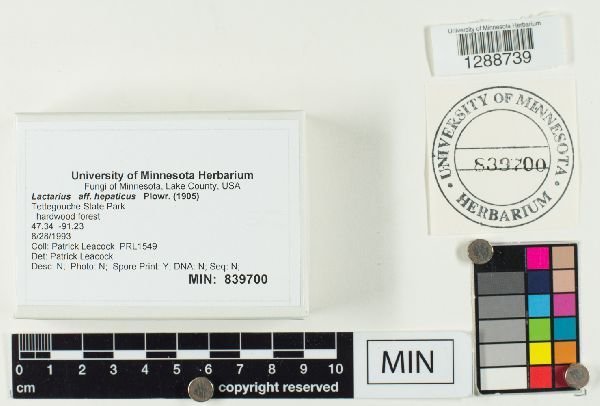 University of Minnesota Herbarium
1288739
UNIVERSITY OF MINNESOTA
839700
HERBARIUM
University of Minnesota Herbarium
Fungi of Minnesota, Lake County, USA
Lactarius aff. hepaticus Plowr. (1905)
Tettegouche State Park
hardwood forest
47.34 -91.23
8/28/1993
Coll: Patrick Leacock PRL1549
Det: Patrick Leacock
Desc: N; Photo: N; Spore Print: Y; DNA: N; Seq: N;
MIN: 839700
0 1 2 3 4 5 6 7 8 9 10
cm copyright reserved
MIN